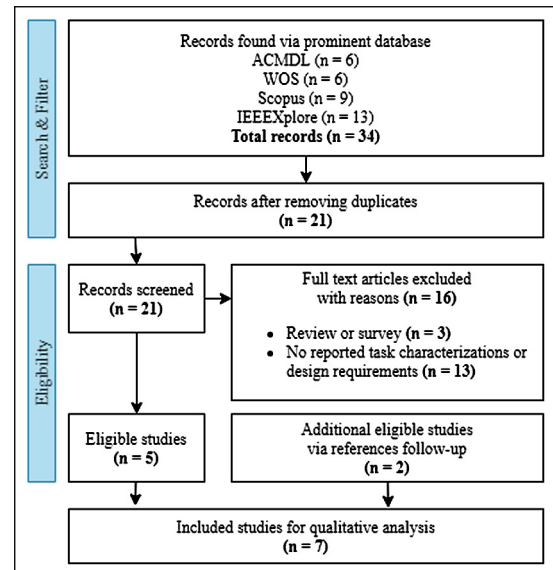 Search & Filter
Records found via prominent database
ACMDL (n = 6)
WOS (n = 6)
Scopus (n = 9)
IEEEXplore (n = 13)
Total records (n = 34)
Records after removing duplicates
(n = 21)
Eligibility
Records screened
(n = 21)
Full text articles excluded
with reasons (n = 16)
• Review or survey (n = 3)
• No reported task characterizations or
design requirements (n = 13)
Eligible studies
(n = 5)
Additional eligible studies
via references follow-up
(n = 2)
Included studies for qualitative analysis
(n = 7)